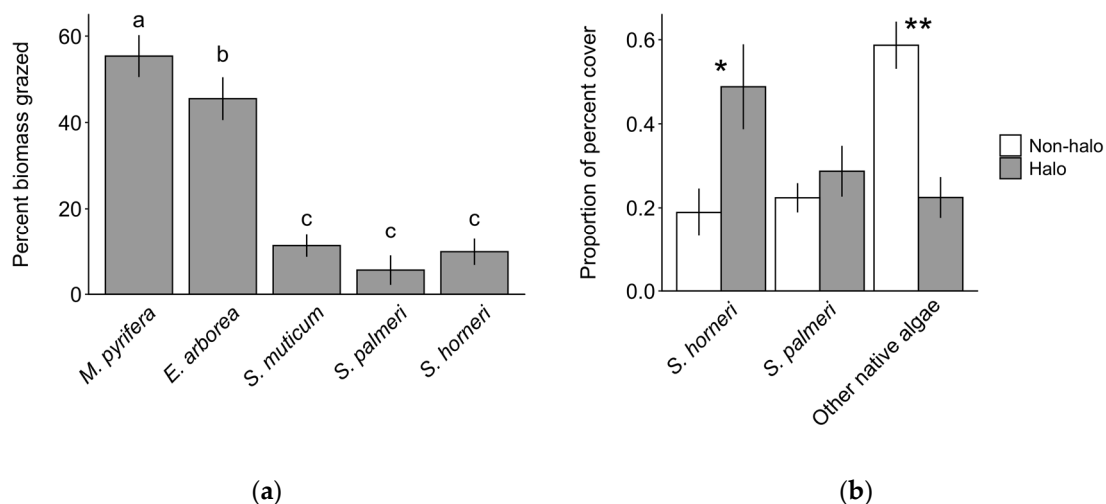 a
b
c
c
c
Percent biomass grazed
60
40
20
0
M. pyrifera
E. arborea
S. muticum
S. palmeri
S. horneri
(a)
*
**
Proportion of percent cover
0.6
0.4
0.2
0.0
S. horneri
S. palmeri
Other native algae
Non-halo
Halo
(b)